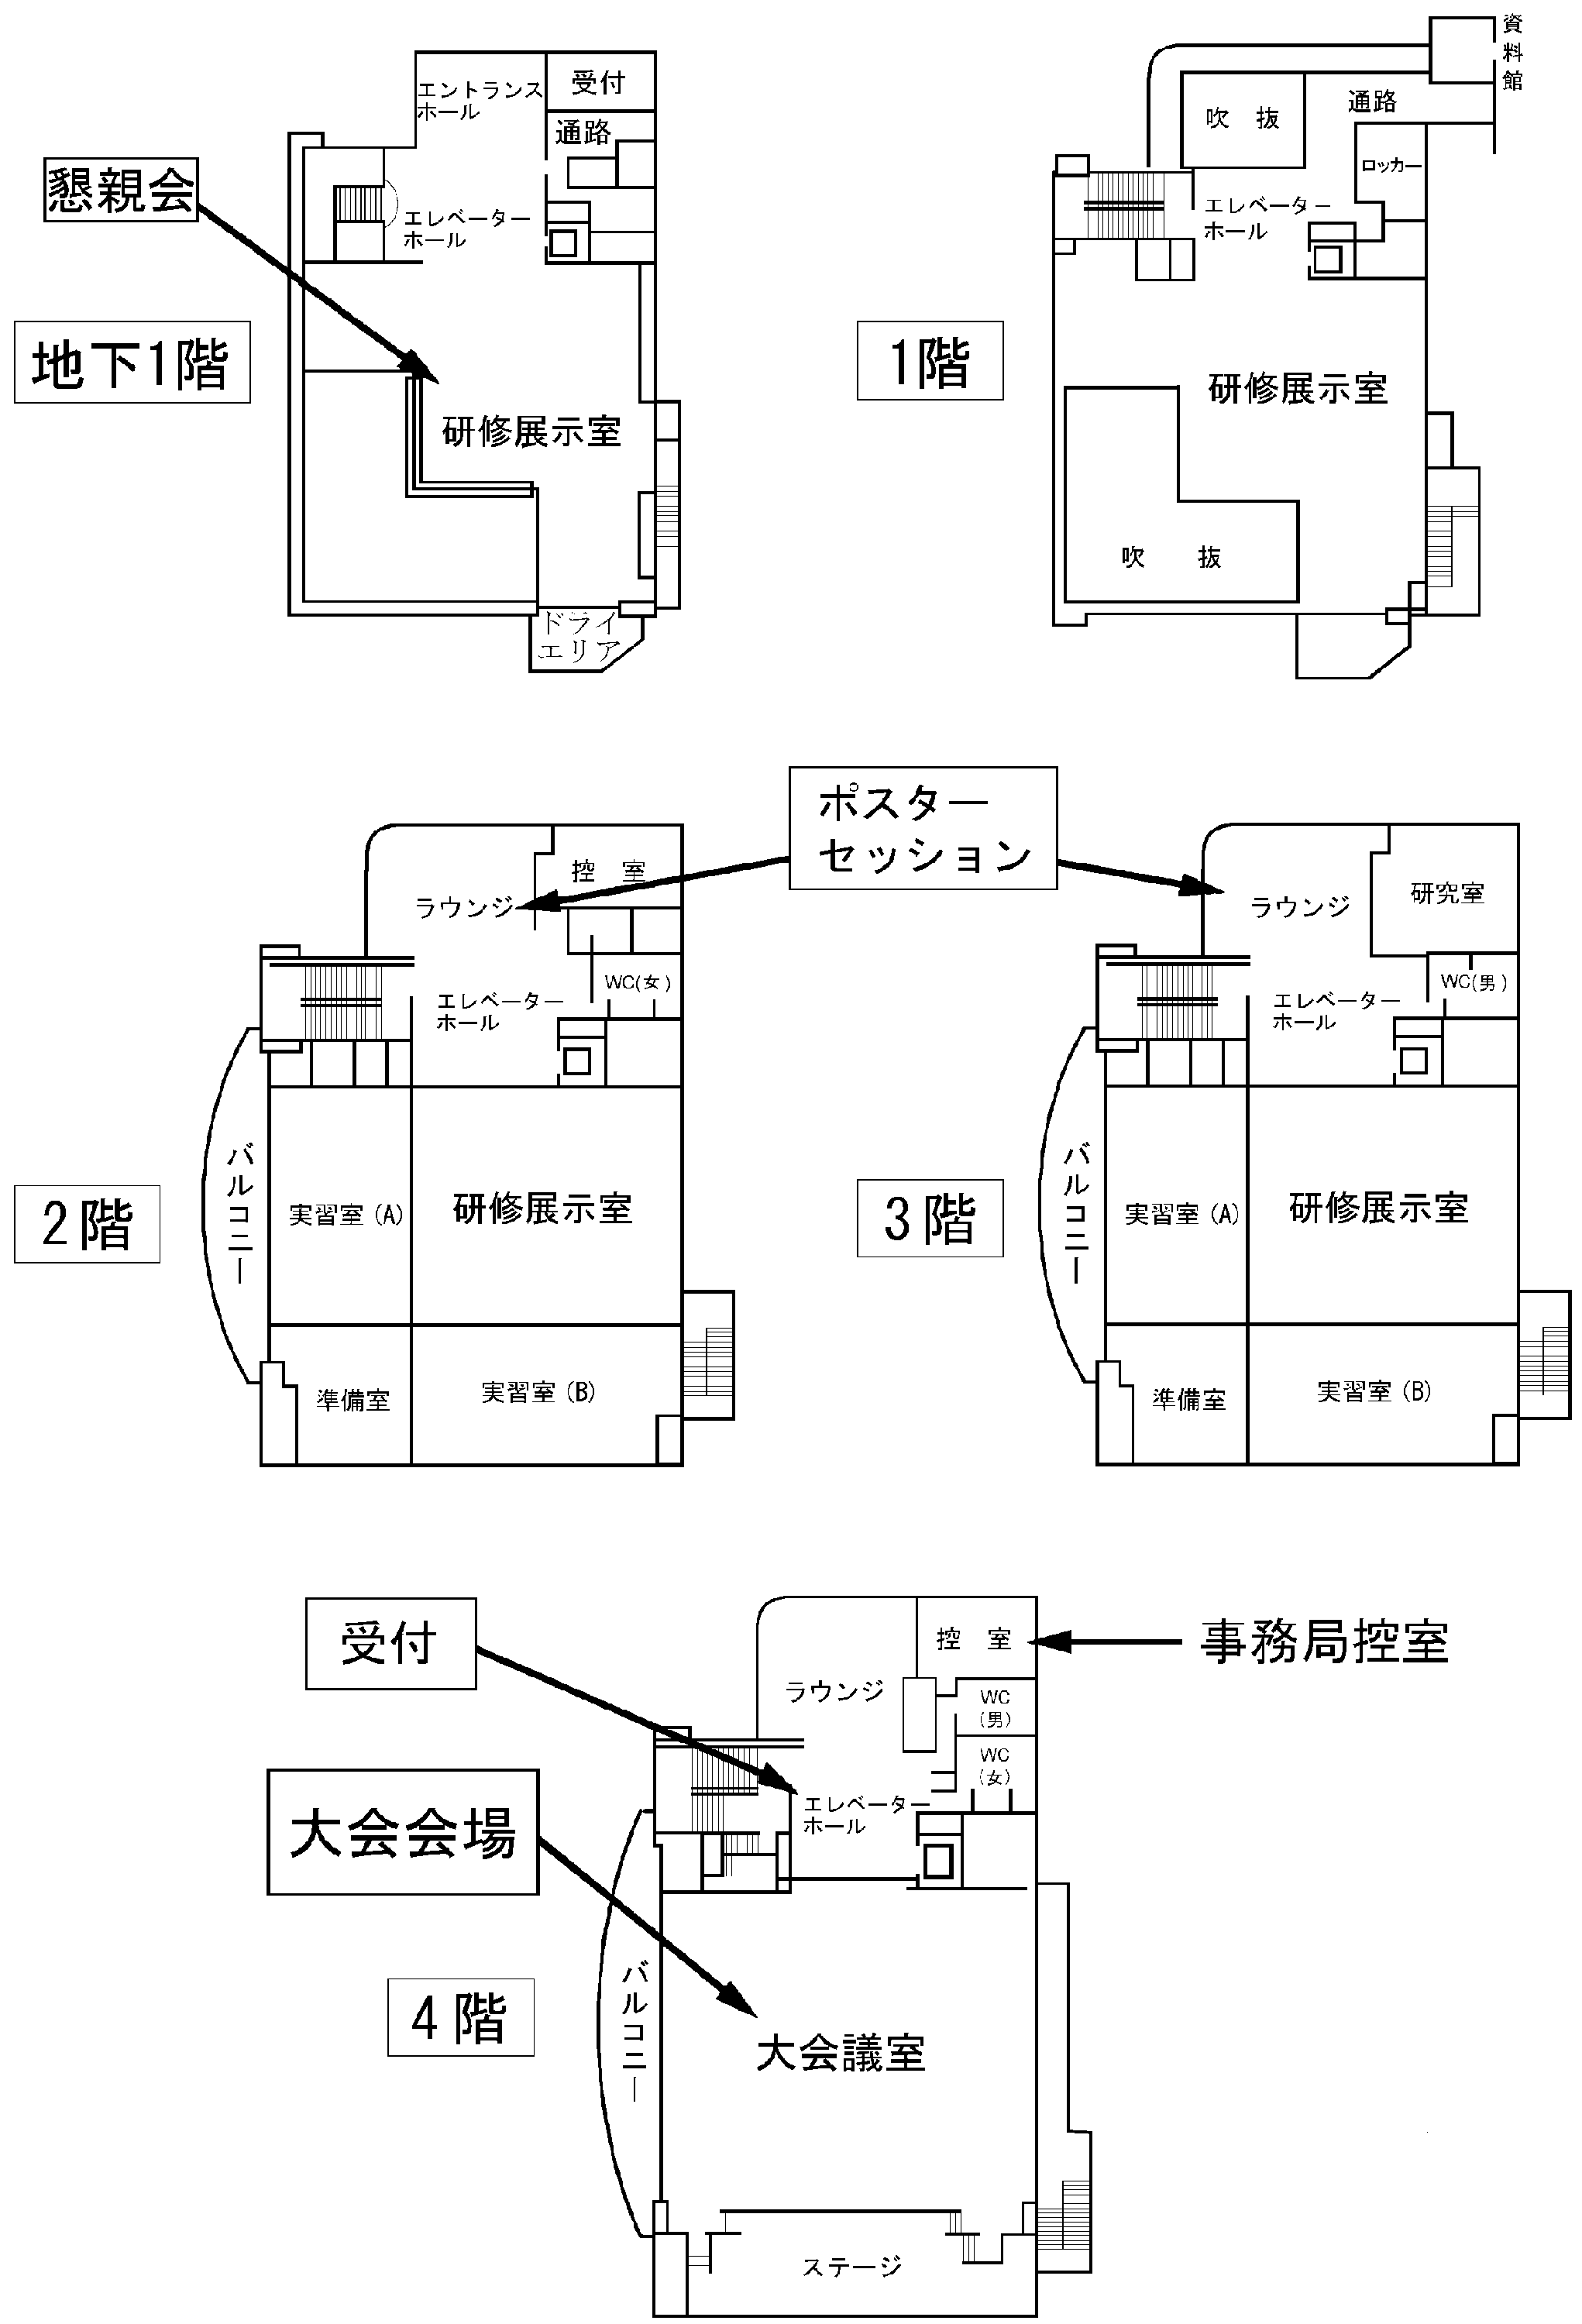 エントランス
ホール
受付
通路
懇親会
エレベーター
ホール
地下1階
研修展示室
ドライ
エリア
資料館
通路
吹 抜
ロッカー
エレベーター
ホール
1階
研修展示室
吹 抜
ポスター
セッション
控 室
ラウンジ
WC(女)
エレベーター
ホール
バルコニー
2階
実習室(A)
研修展示室
準備室
実習室(B)
ラウンジ
研究室
WC(男)
エレベーター
ホール
バルコニー
3階
実習室(A)
研修展示室
準備室
実習室(B)
受付
控 室
事務局控室
ラウンジ
WC
(男)
WC
(女)
エレベーター
ホール
大会会場
バルコニー
4階
大会議室
ステージ